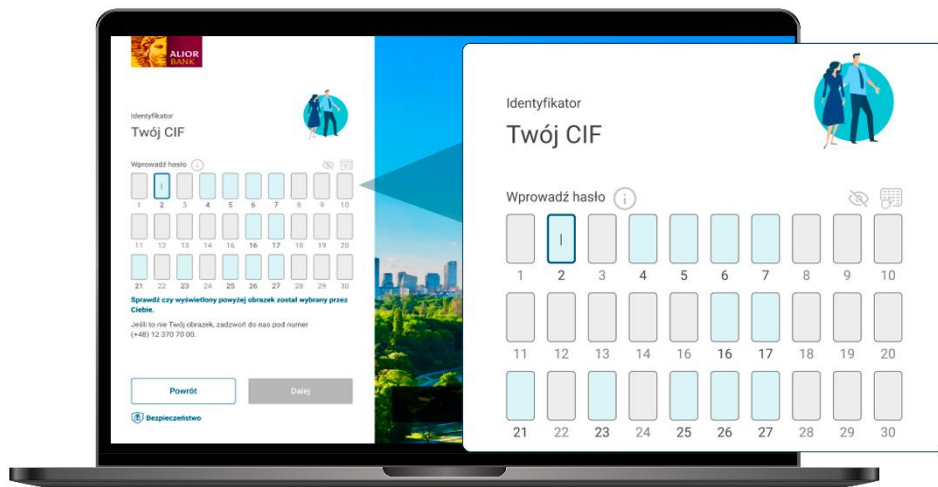 ALIOR
BANK
Identyfikator
Twój CIF
Wprowadź hasło i
1 2 3 4 5 6 7 8 9 10
11 12 13 14 16 16 17 18 19 20
21 22 23 24 25 26 27 28 29 30
Sprawdź czy wyświetlony powyżej obrazek został wybrany przez
Ciebie.
Jeśli to nie Twój obrazek, zadzwoń do nas pod numer
(+48) 12 370 70 00.
Powrót
Dalej
Bezpieczeństwo
Identyfikator
Twój CIF
Wprowadź hasło i
1 2 3 4 5 6 7 8 9 10
11 12 13 14 16 16 17 18 19 20
21 22 23 24 25 26 27 28 29 30